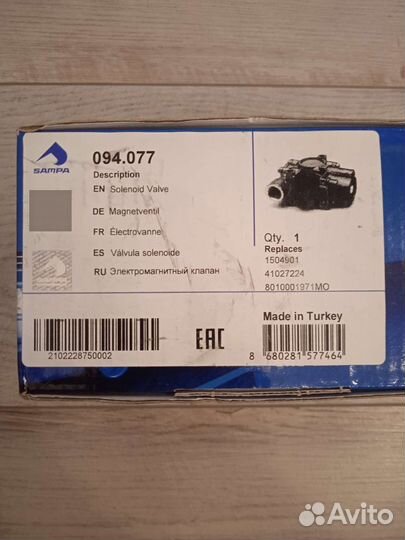 SAMPA
094.077
Description
EN Solenoid Valve
DE Magnetventil
FR Électrovanne
ES Válvula solenoide
RU Электромагнитный клапан
Qty. 1
Replaces
1504901
41027224
8010001971MO
Made in Turkey
2102228750002
EAC
8 680281 577464
Avito